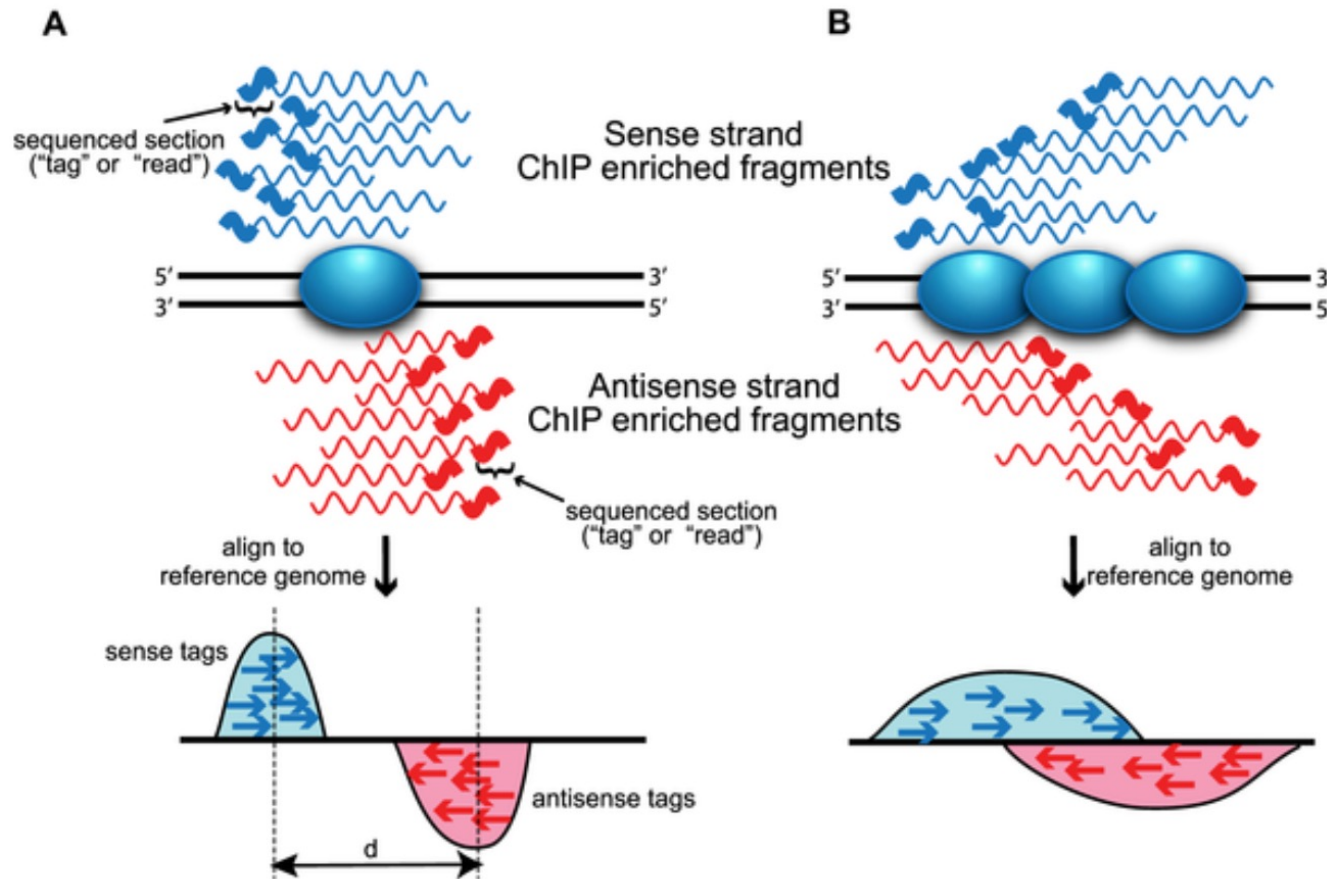 A
B
sequenced section
("tag" or "read")
Sense strand
ChIP enriched fragments
5' 3'
3' 5'
5' 3
3' 5
Antisense strand
ChIP enriched fragments
sequenced section
("tag" or "read")
align to
reference genome
align to
reference genome
sense tags
antisense tags
d